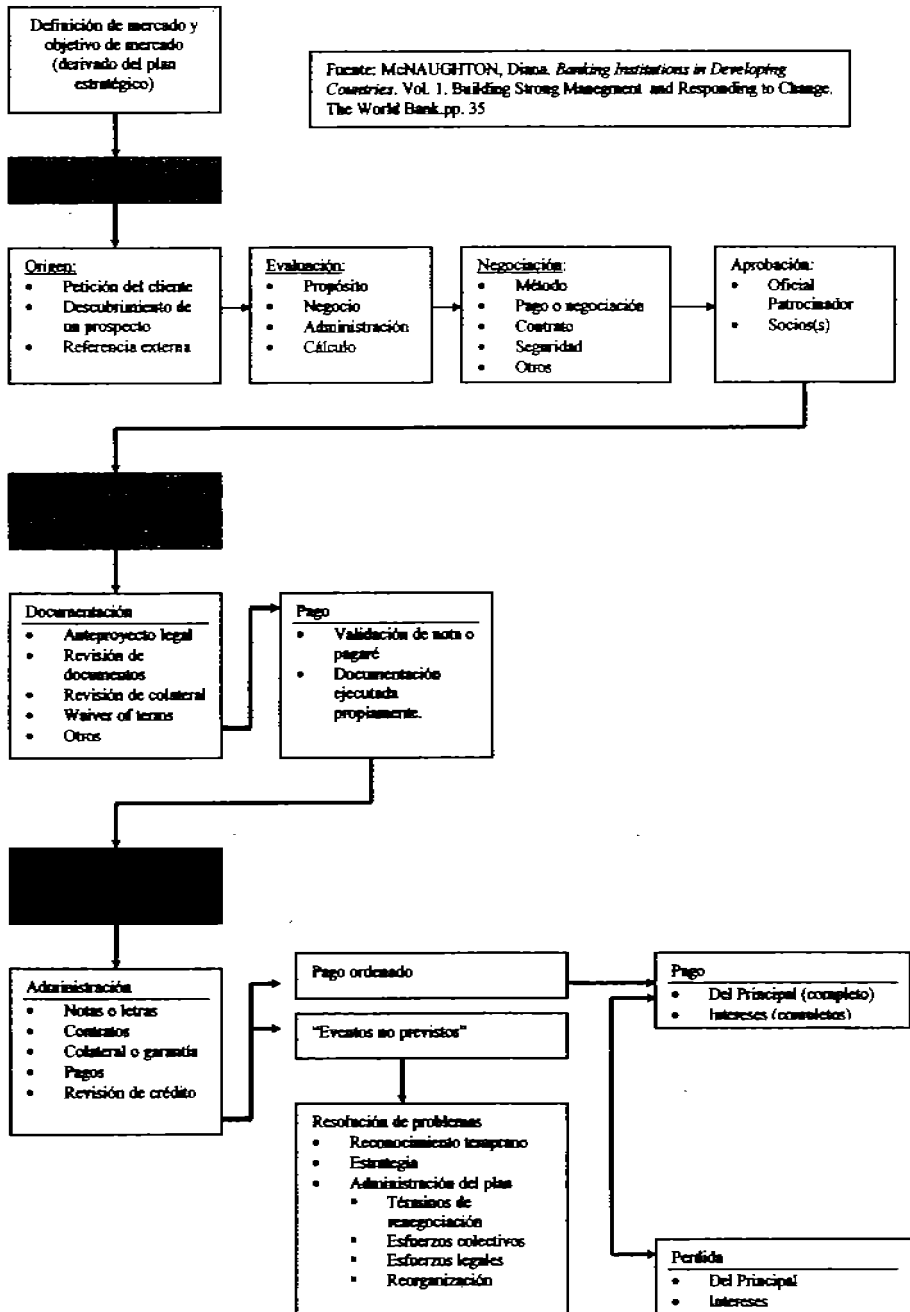 Definición de mercado y
objetivo de mercado
(derivado del plan
estratégico)
Fuente: McNAUGHTON, Diana. Banking Institutions in Developing
Countries. Vol. 1. Building Strong Manegment and Responding to Change.
The World Bank.pp. 35
Origen:
• Petición del cliente
• Descubrimiento de
un prospecto
• Referencia externa
Evaluación:
• Propósito
• Negocio
• Administración
• Cálculo
Negociación:
• Método
• Pago o negociación
• Contrato
• Seguridad
• Otros
Aprobación:
• Oficial
Patrocinador
• Socios(s)
Documentación
• Anteproyecto legal
• Revisión de
documentos
• Revisión de colateral
• Waiver of terms
• Otros
Pago
• Validación de nota o
pagaré
• Documentación
ejecutada
propiamente.
Administración
• Notas o letras
• Contratos
• Colateral o garantía
• Pagos
• Revisión de crédito
Pago ordenado
"Eventos no previstos"
Resolución de problemas
• Reconocimiento temprano
• Estrategia
• Administración del plan
▪ Términos de
renegociación
▪ Esfuerzos colectivos
▪ Esfuerzos legales
▪ Reorganización
Pago
• Del Principal (completo)
• Intereses (completos)
Perdida
• Del Principal
• Intereses